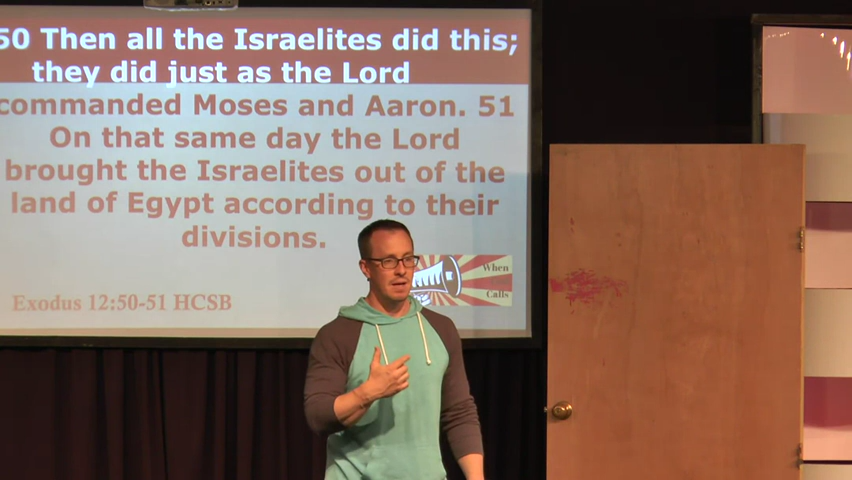 50 Then all the Israelites did this;
they did just as the Lord
commanded Moses and Aaron. 51
On that same day the Lord
brought the Israelites out of the
land of Egypt according to their
divisions.
When
Calls
Exodus 12:50-51 HCSB